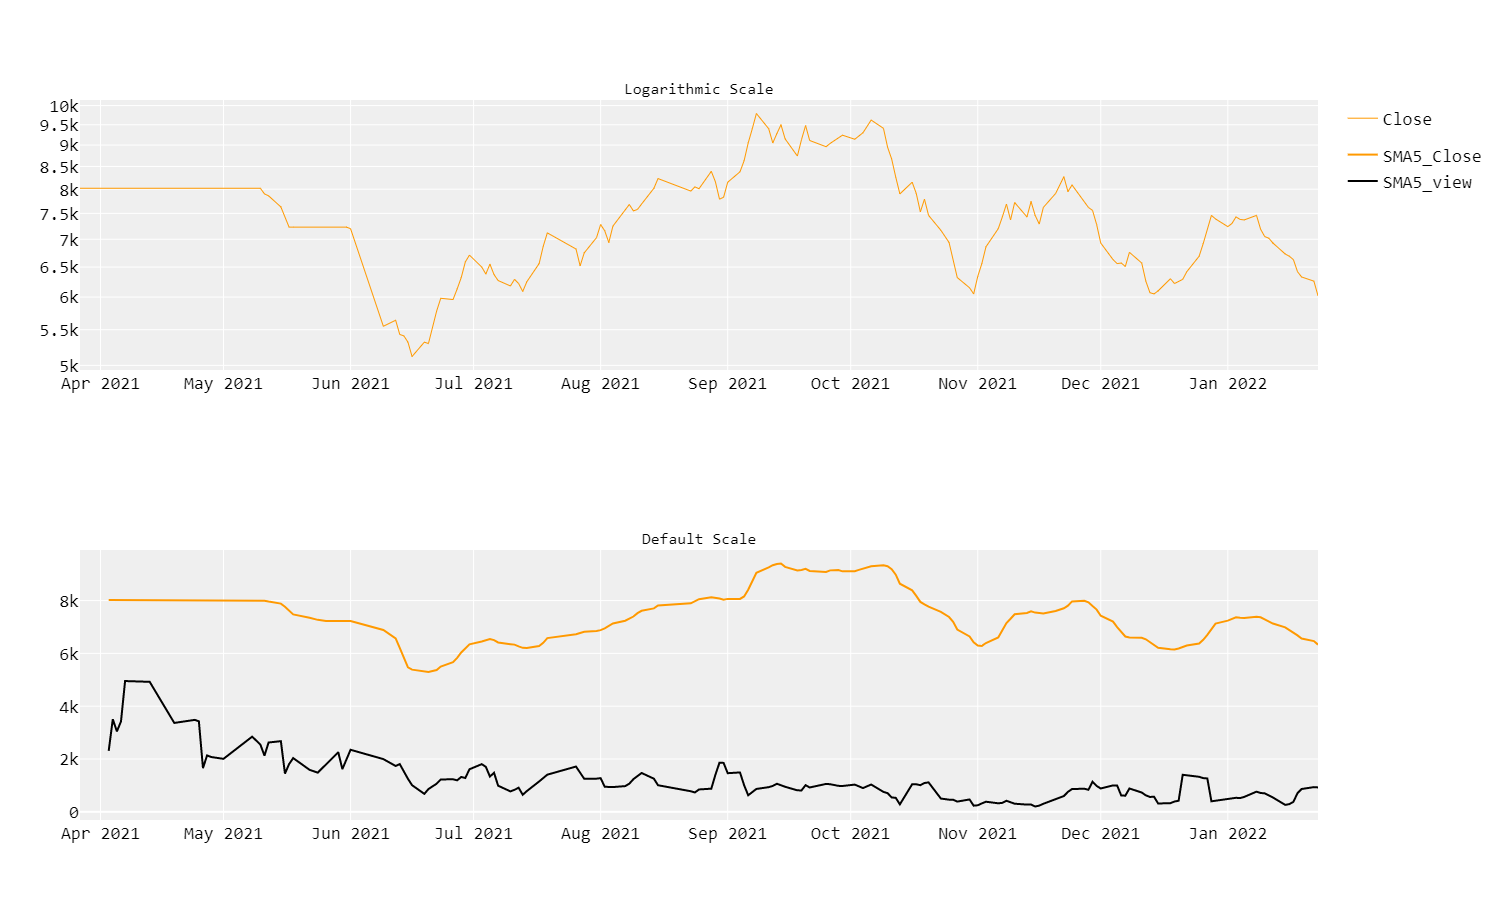 Logarithmic Scale
10k
9.5k
9k
8.5k
8k
7.5k
7k
6.5k
6k
5.5k
5k
Apr 2021 May 2021 Jun 2021 Jul 2021 Aug 2021 Sep 2021 Oct 2021 Nov 2021 Dec 2021 Jan 2022
Close
SMA5_Close
SMA5_view
Default Scale
8k
6k
4k
2k
0
Apr 2021 May 2021 Jun 2021 Jul 2021 Aug 2021 Sep 2021 Oct 2021 Nov 2021 Dec 2021 Jan 2022